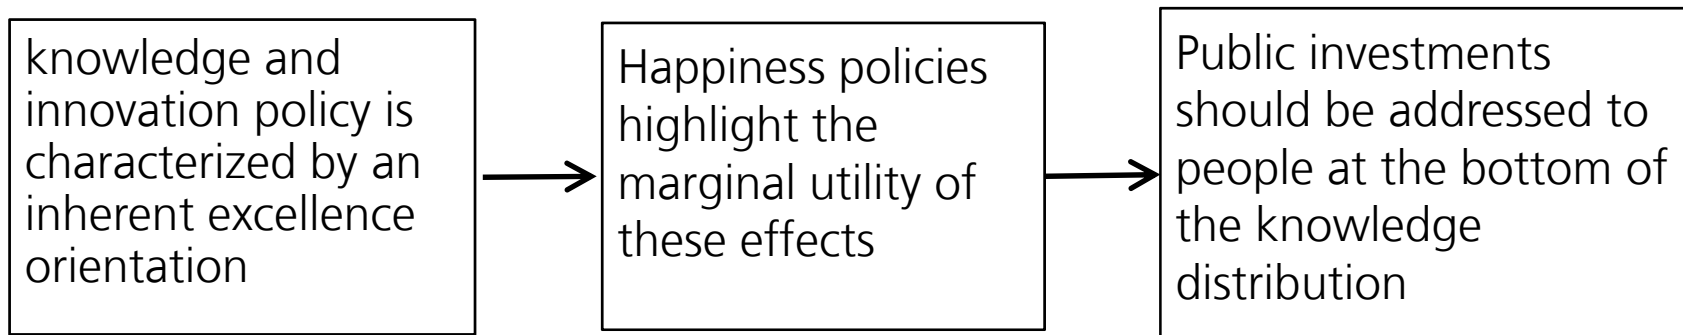 knowledge and
innovation policy is
characterized by an
inherent excellence
orientation
Happiness policies
highlight the
marginal utility of
these effects
Public investments
should be addressed to
people at the bottom of
the knowledge
distribution